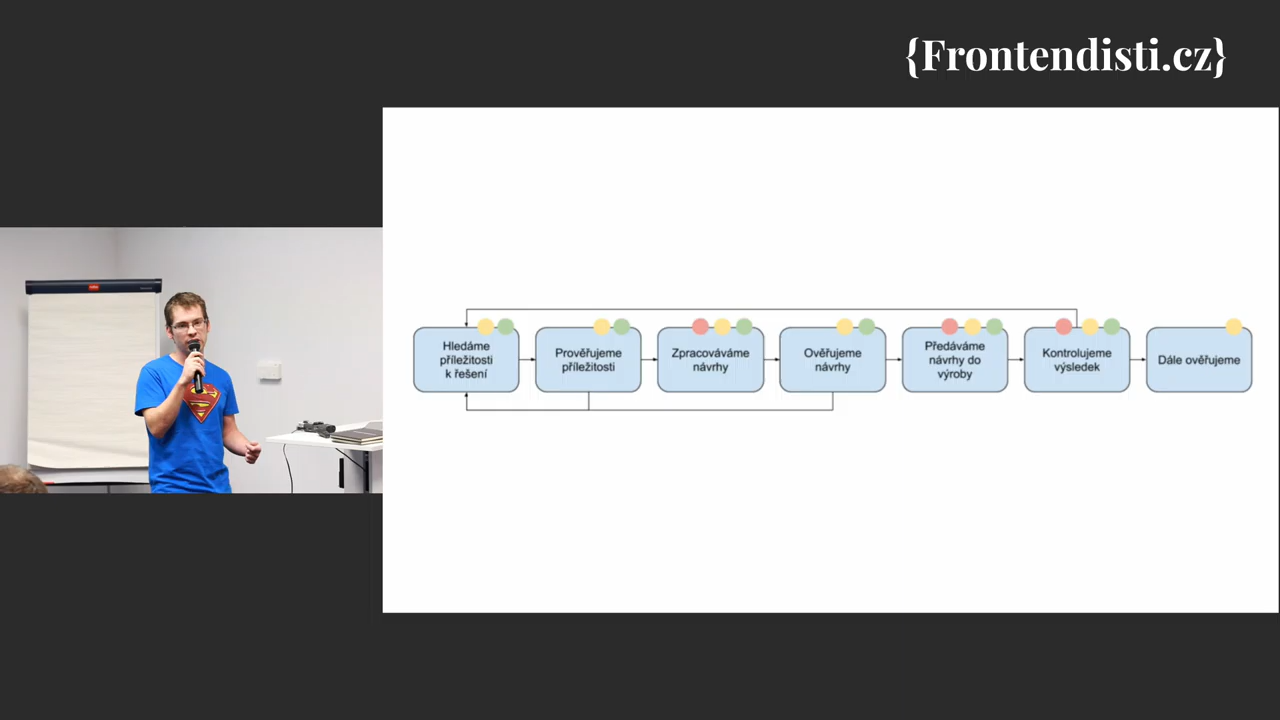 {Frontendisti.cz}
Hledáme
příležitosti
k řešení
Prověřujeme
příležitosti
Zpracováváme
návrhy
Ověřujeme
návrhy
Předáváme
návrhy do
výroby
Kontrolujeme
výsledek
Dále ověřujeme